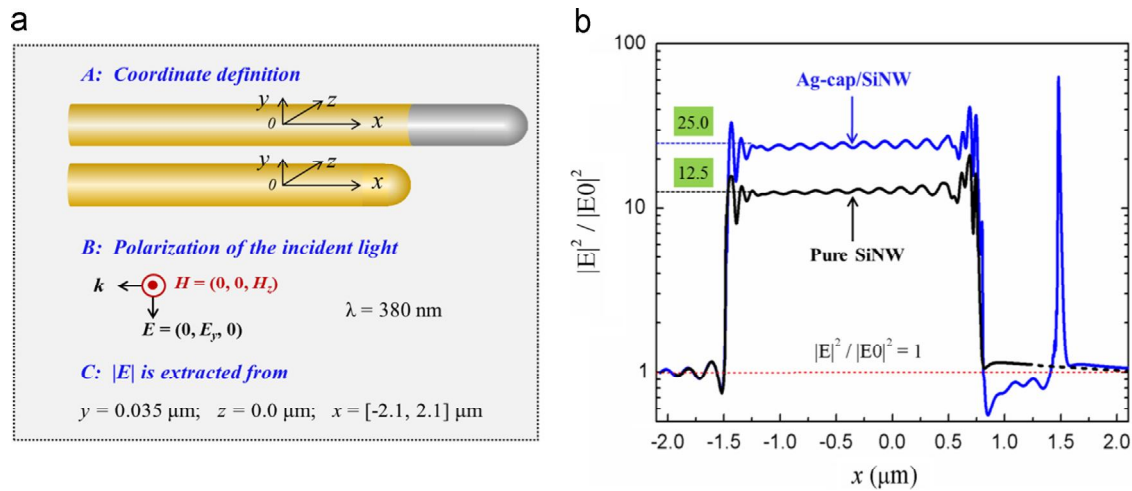 a
A: Coordinate definition
y
z
0
x
y
z
0
x
B: Polarization of the incident light
k
H = (0, 0, Hz)
E = (0, Ey, 0)
λ = 380 nm
C: |E| is extracted from
y = 0.035 μm; z = 0.0 μm; x = [-2.1, 2.1] μm
b
|E|² / |E0|²
100
10
1
25.0
12.5
Ag-cap/SiNW
Pure SiNW
|E|² / |E0|² = 1
-2.0 -1.5 -1.0 -0.5 0.0 0.5 1.0 1.5 2.0
x (μm)